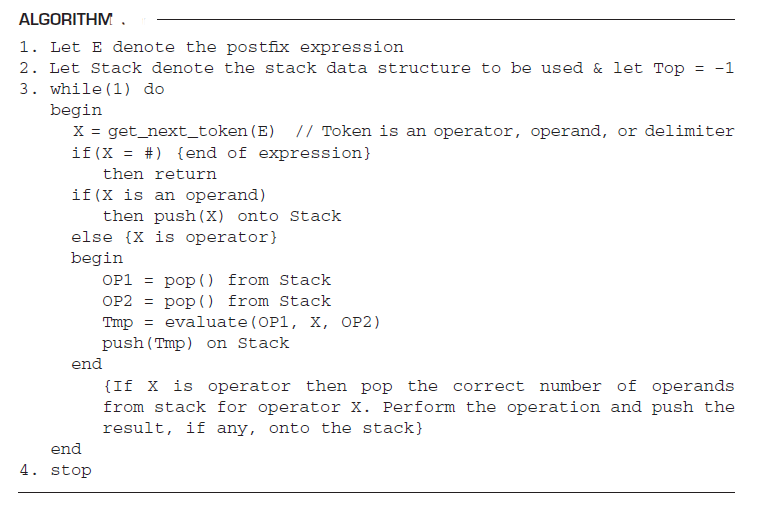 ALGORITHM .
1. Let E denote the postfix expression
2. Let Stack denote the stack data structure to be used & let Top = -1
3. while(1) do
begin
X = get_next_token(E) // Token is an operator, operand, or delimiter
if(X = #) {end of expression}
then return
if(X is an operand)
then push(X) onto Stack
else {X is operator}
begin
OP1 = pop() from Stack
OP2 = pop() from Stack
Tmp = evaluate(OP1, X, OP2)
push(Tmp) on Stack
end
{If X is operator then pop the correct number of operands
from stack for operator X. Perform the operation and push the
result, if any, onto the stack}
end
4. stop